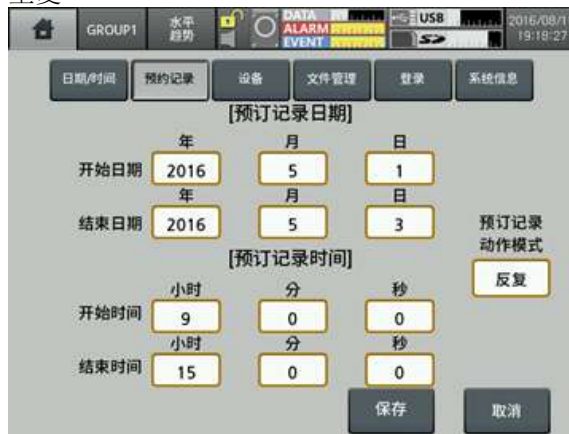 GROUP1 水平 趋势 DATA ALARM EVENT USB SD 2016/08/1 19:18:27
日期/时间 预约记录 设备 文件管理 登录 系统信息
[预订记录日期]
年 月 日
开始日期 2016 5 1
年 月 日
结束日期 2016 5 3
预订记录
动作模式
反复
[预订记录时间]
小时 分 秒
开始时间 9 0 0
小时 分 秒
结束时间 15 0 0
保存 取消